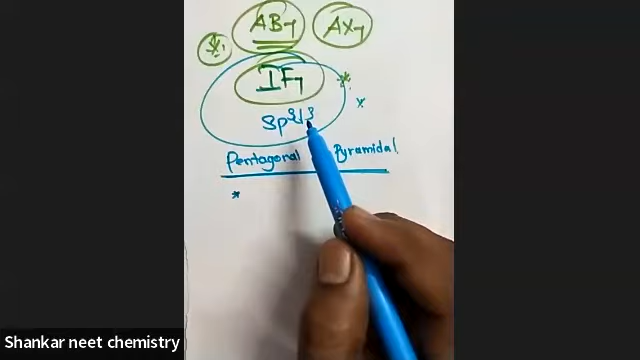 AB7 AX7
*
IF7
*
sp3d3
*
Pentagonal Pyramidal
*
Shankar neet chemistry